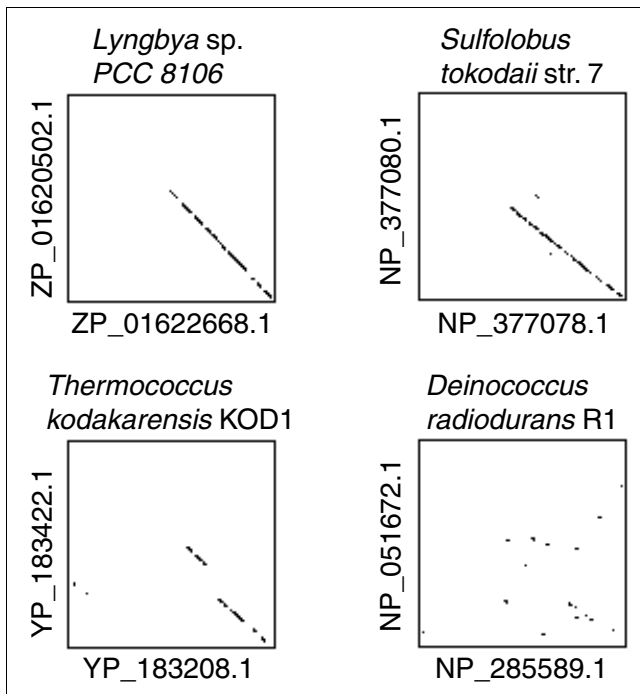 Lyngbya sp.
PCC 8106
ZP_01620502.1
ZP_01622668.1
Sulfolobus
tokodaii str. 7
NP_377080.1
NP_377078.1
Thermococcus
kodakarensis KOD1
YP_183422.1
YP_183208.1
Deinococcus
radiodurans R1
NP_051672.1
NP_285589.1